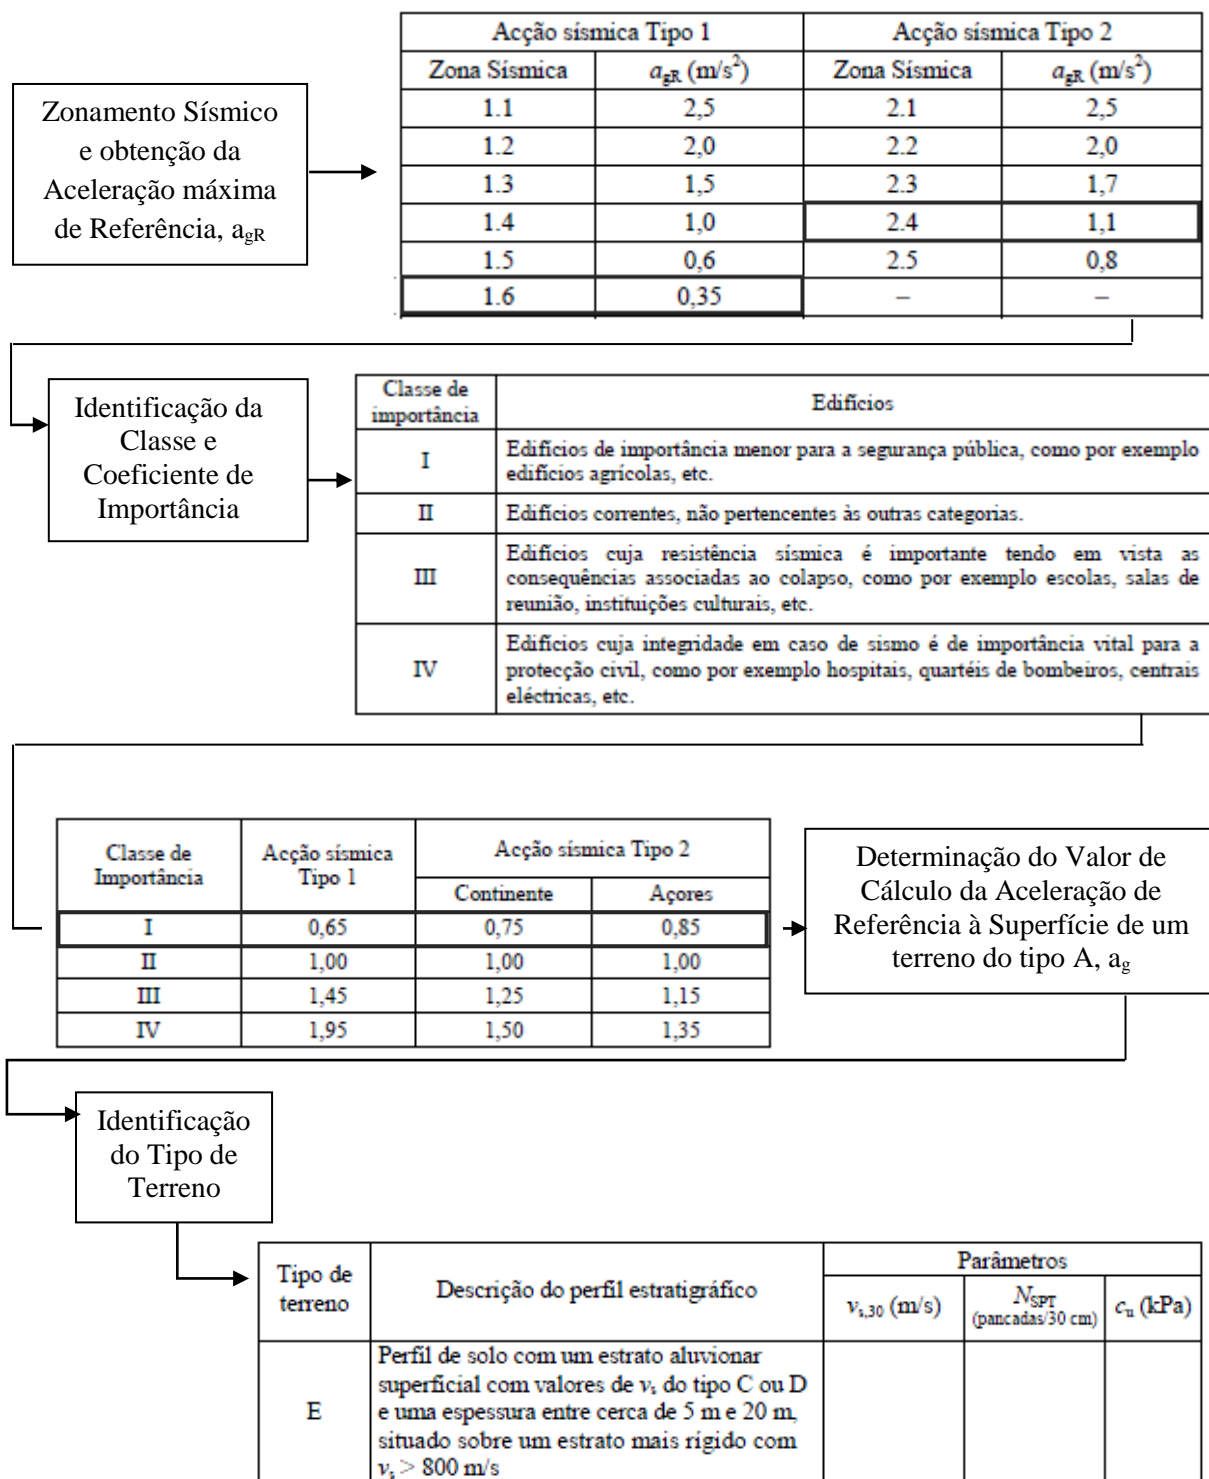 Zonamento Sísmico
e obtenção da
Aceleração máxima
de Referência, agR
Acção sísmica Tipo 1 Acção sísmica Tipo 2
Zona Sísmica agR (m/s²) Zona Sísmica agR (m/s²)
1.1 2,5 2.1 2,5
1.2 2,0 2.2 2,0
1.3 1,5 2.3 1,7
1.4 1,0 2.4 1,1
1.5 0,6 2.5 0,8
1.6 0,35 – –
Identificação da
Classe e
Coeficiente de
Importância
Classe de
importância
Edifícios
I
Edifícios de importância menor para a segurança pública, como por exemplo
edifícios agrícolas, etc.
II
Edifícios correntes, não pertencentes às outras categorias.
III
Edifícios cuja resistência sísmica é importante tendo em vista as
consequências associadas ao colapso, como por exemplo escolas, salas de
reunião, instituições culturais, etc.
IV
Edifícios cuja integridade em caso de sismo é de importância vital para a
protecção civil, como por exemplo hospitais, quartéis de bombeiros, centrais
eléctricas, etc.
Classe de
Importância
Acção sísmica
Tipo 1
Acção sísmica Tipo 2
Continente Açores
I 0,65 0,75 0,85
II 1,00 1,00 1,00
III 1,45 1,25 1,15
IV 1,95 1,50 1,35
Determinação do Valor de
Cálculo da Aceleração de
Referência à Superfície de um
terreno do tipo A, ag
Identificação
do Tipo de
Terreno
Tipo de
terreno
Descrição do perfil estratigráfico
Parâmetros
vs,30 (m/s)
NSPT
(pancadas/30 cm)
cu (kPa)
E
Perfil de solo com um estrato aluvionar
superficial com valores de vs do tipo C ou D
e uma espessura entre cerca de 5 m e 20 m,
situado sobre um estrato mais rígido com
vs > 800 m/s